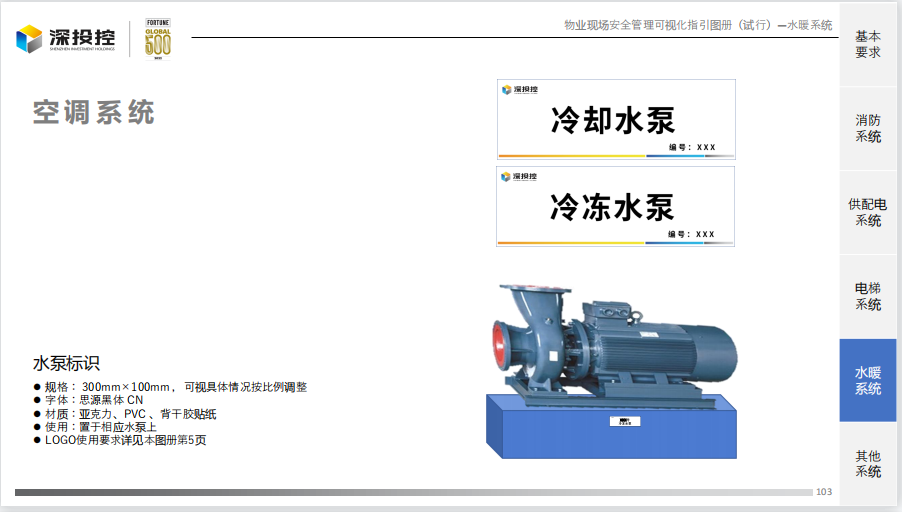 深投控
SHENZHEN INVESTMENT HOLDINGS
FORTUNE
GLOBAL
500
物业现场安全管理可视化指引图册（试行）—水暖系统
空调系统
深投控
冷却水泵
编号：XXX
深投控
冷冻水泵
编号：XXX
水泵标识
● 规格： 300mm×100mm ，可视具体情况按比例调整
● 字体：思源黑体 CN
● 材质：亚克力、PVC 、背干胶贴纸
● 使用：置于相应水泵上
● LOGO使用要求详见本图册第5页
基本
要求
消防
系统
供配电
系统
电梯
系统
水暖
系统
其他
系统
103